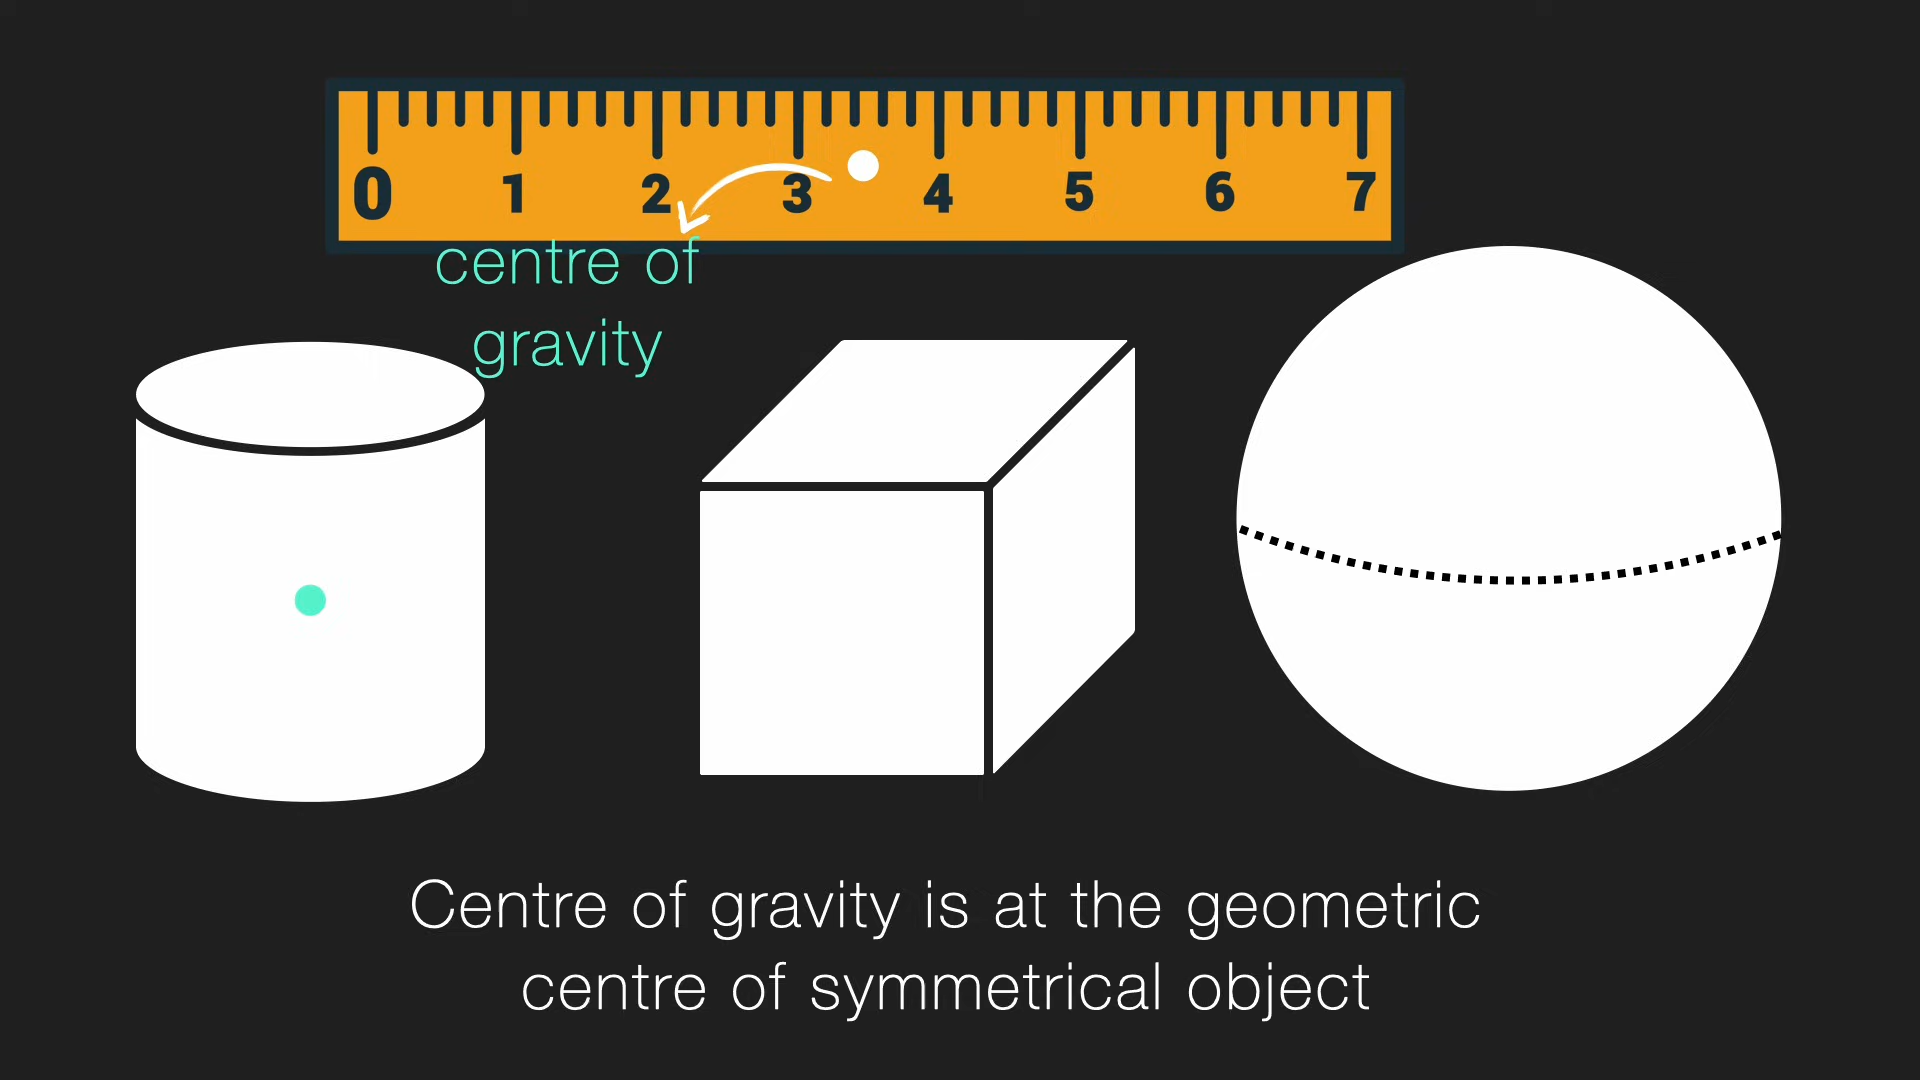 0 1 2 3 4 5 6 7
centre of
gravity
Centre of gravity is at the geometric
centre of symmetrical object